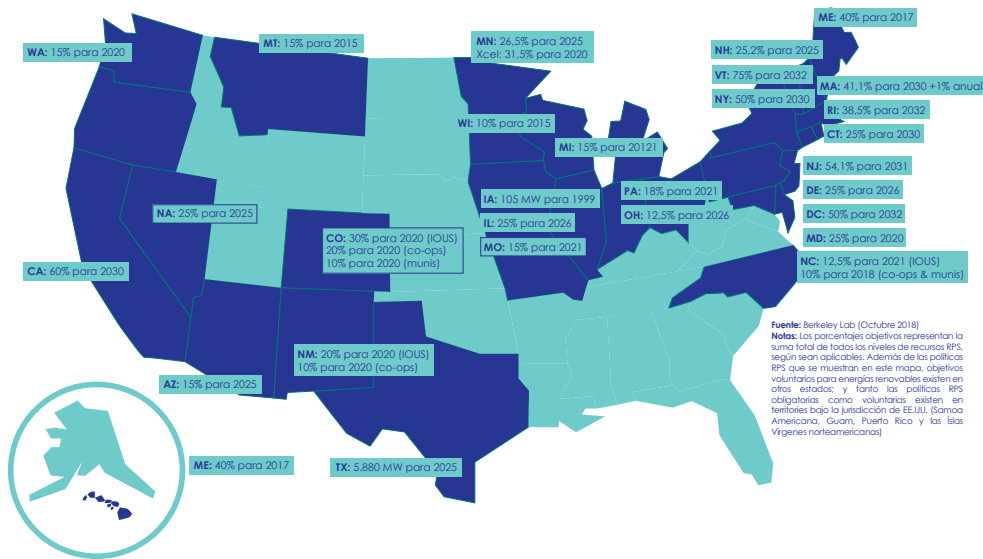 ME: 40% para 2017
WA: 15% para 2020
MT: 15% para 2015
MN: 26,5% para 2025
Xcel: 31,5% para 2020
NH: 25,2% para 2025
VT: 75% para 2032
MA: 41,1% para 2030 +1% anual
NY: 50% para 2030
RI: 38,5% para 2032
WI: 10% para 2015
CT: 25% para 2030
MI: 15% para 20121
NJ: 54,1% para 2031
PA: 18% para 2021
DE: 25% para 2026
IA: 105 MW para 1999
NA: 25% para 2025
OH: 12,5% para 2026
DC: 50% para 2032
IL: 25% para 2026
CO: 30% para 2020 (IOUS)
20% para 2020 (co-ops)
10% para 2020 (munis)
MO: 15% para 2021
MD: 25% para 2020
CA: 60% para 2030
NC: 12,5% para 2021 (IOUS)
10% para 2018 (co-ops & munis)
NM: 20% para 2020 (IOUS)
10% para 2020 (co-ops)
AZ: 15% para 2025
ME: 40% para 2017
TX: 5.880 MW para 2025
Fuente: Berkeley Lab (Octubre 2018)
Notas: Los porcentajes objetivos representan la
suma total de todos los niveles de recursos RPS,
según sean aplicables. Además de las políticas
RPS que se muestran en este mapa, objetivos
voluntarios para energías renovables existen en
otros estados; y tanto las políticas RPS
obligatorias como voluntarias existen en
territories bajo la jurisdicción de EE.UU. (Samoa
Americana, Guam, Puerto Rico y las Íslas
Vírgenes norteamericanas)